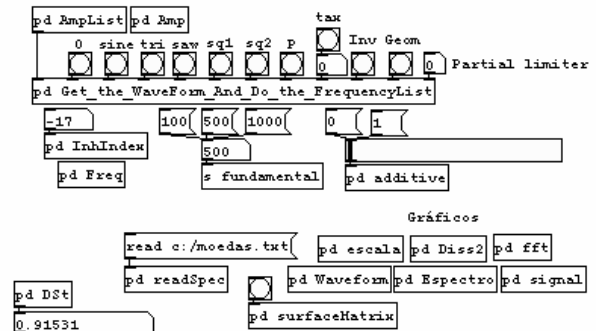 pd AmpList pd Amp
tax
0 sine tri saw sq1 sq2 P Inv Geom
0 0 Partial limiter
pd Get_the_WaveForm_And_Do_the_FrequencyList
-17 100 500 1000 0 1
pd InhIndex 500
pd Freq s fundamental pd additive
Gráficos
read c:/moedas.txt pd escala pd Diss2 pd fft
pd readSpec pd Waveform pd Espectro pd signal
pd DSt
0.91531 pd surfaceMatrix